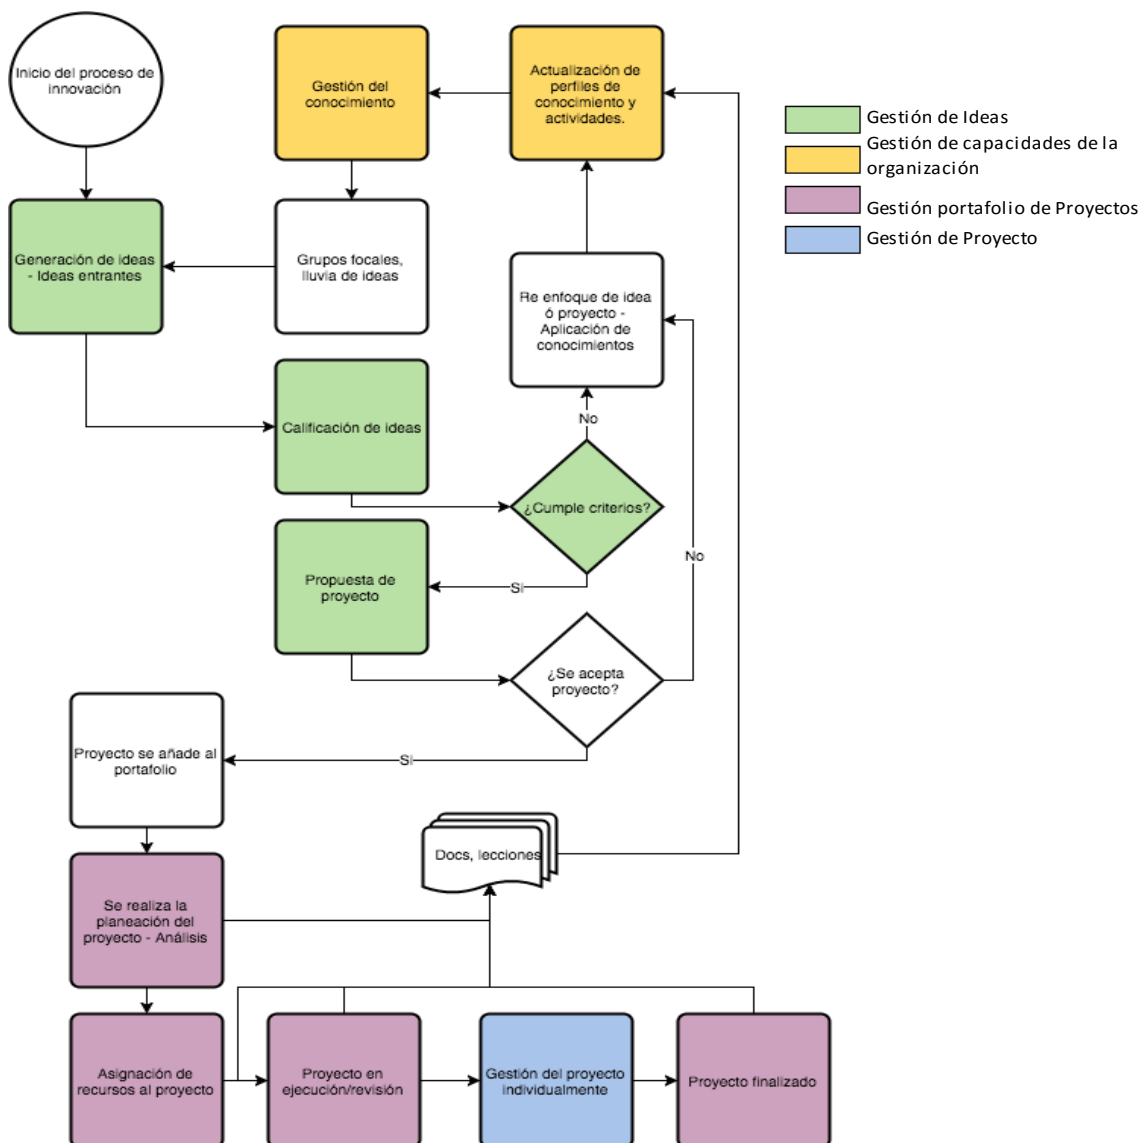 Inicio del proceso de
innovación
Gestión del
conocimiento
Actualización de
perfiles de
conocimiento y
actividades.
Gestión de Ideas
Gestión de capacidades de la
organización
Gestión portafolio de Proyectos
Gestión de Proyecto
Generación de ideas
- Ideas entrantes
Grupos focales,
lluvia de ideas
Re enfoque de idea
ó proyecto -
Aplicación de
conocimientos
No
Calificación de ideas
¿Cumple criterios?
No
Propuesta de
proyecto
Si
¿Se acepta
proyecto?
Proyecto se añade al
portafolio
Si
Docs, lecciones
Se realiza la
planeación del
proyecto - Análisis
Asignación de
recursos al proyecto
Proyecto en
ejecución/revisión
Gestión del proyecto
individualmente
Proyecto finalizado